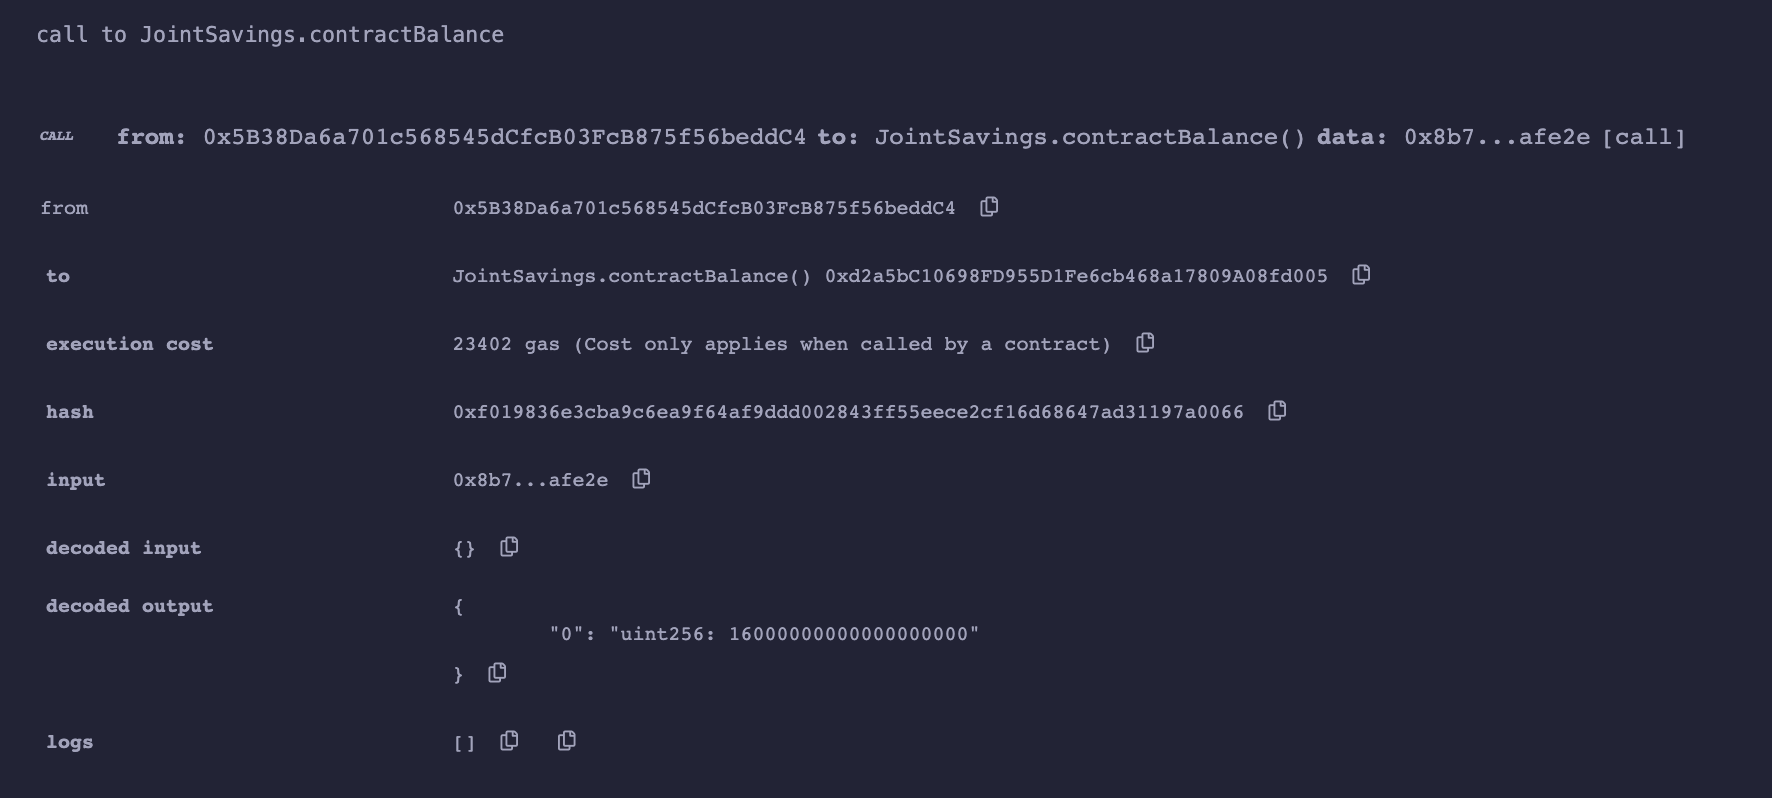 call to JointSavings.contractBalance
CALL from: 0x5B38Da6a701c568545dCfcB03FcB875f56beddC4 to: JointSavings.contractBalance() data: 0x8b7...afe2e [call]
from 0x5B38Da6a701c568545dCfcB03FcB875f56beddC4
to JointSavings.contractBalance() 0xd2a5bC10698FD955D1Fe6cb468a17809A08fd005
execution cost 23402 gas (Cost only applies when called by a contract)
hash 0xf019836e3cba9c6ea9f64af9ddd002843ff55eece2cf16d68647ad31197a0066
input 0x8b7...afe2e
decoded input {}
decoded output {
"0": "uint256: 16000000000000000000"
}
logs []